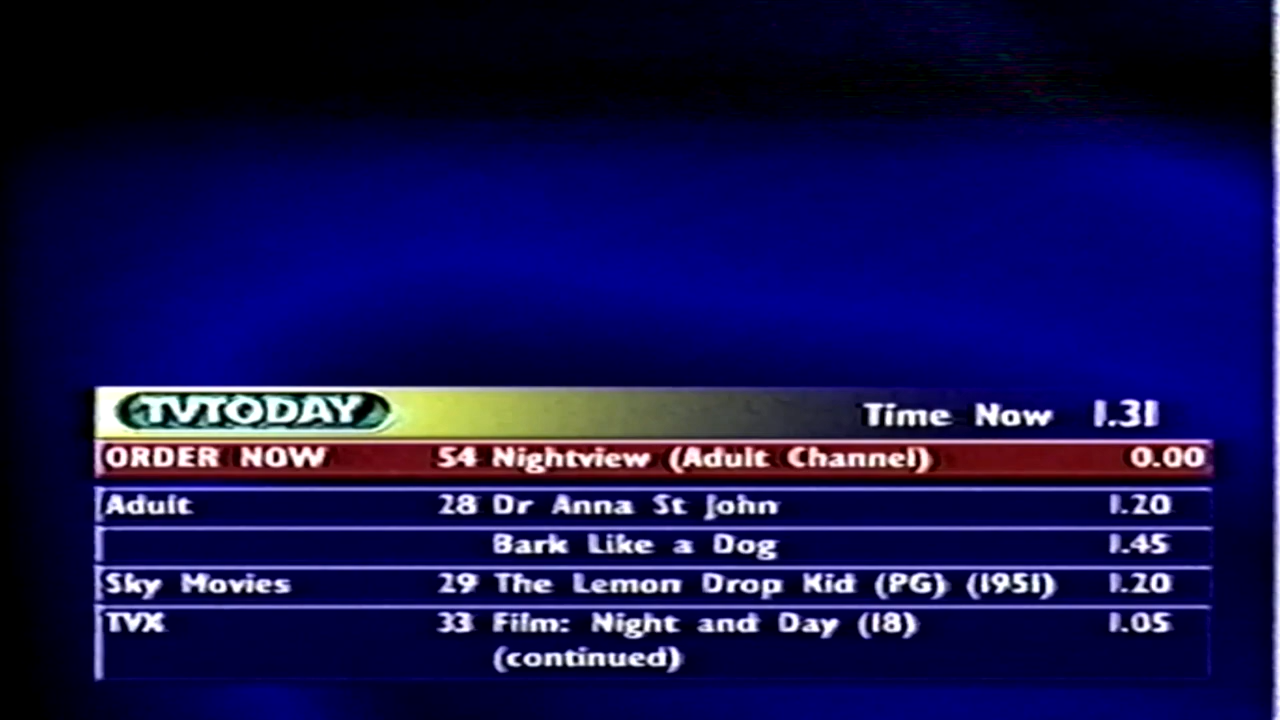 TVTODAY Time Now 1.31
ORDER NOW 54 Nightview (Adult Channel) 0.00
Adult 28 Dr Anna St John 1.20
Bark Like a Dog 1.45
Sky Movies 29 The Lemon Drop Kid (PG) (1951) 1.20
TVX 33 Film: Night and Day (18) 1.05
(continued)